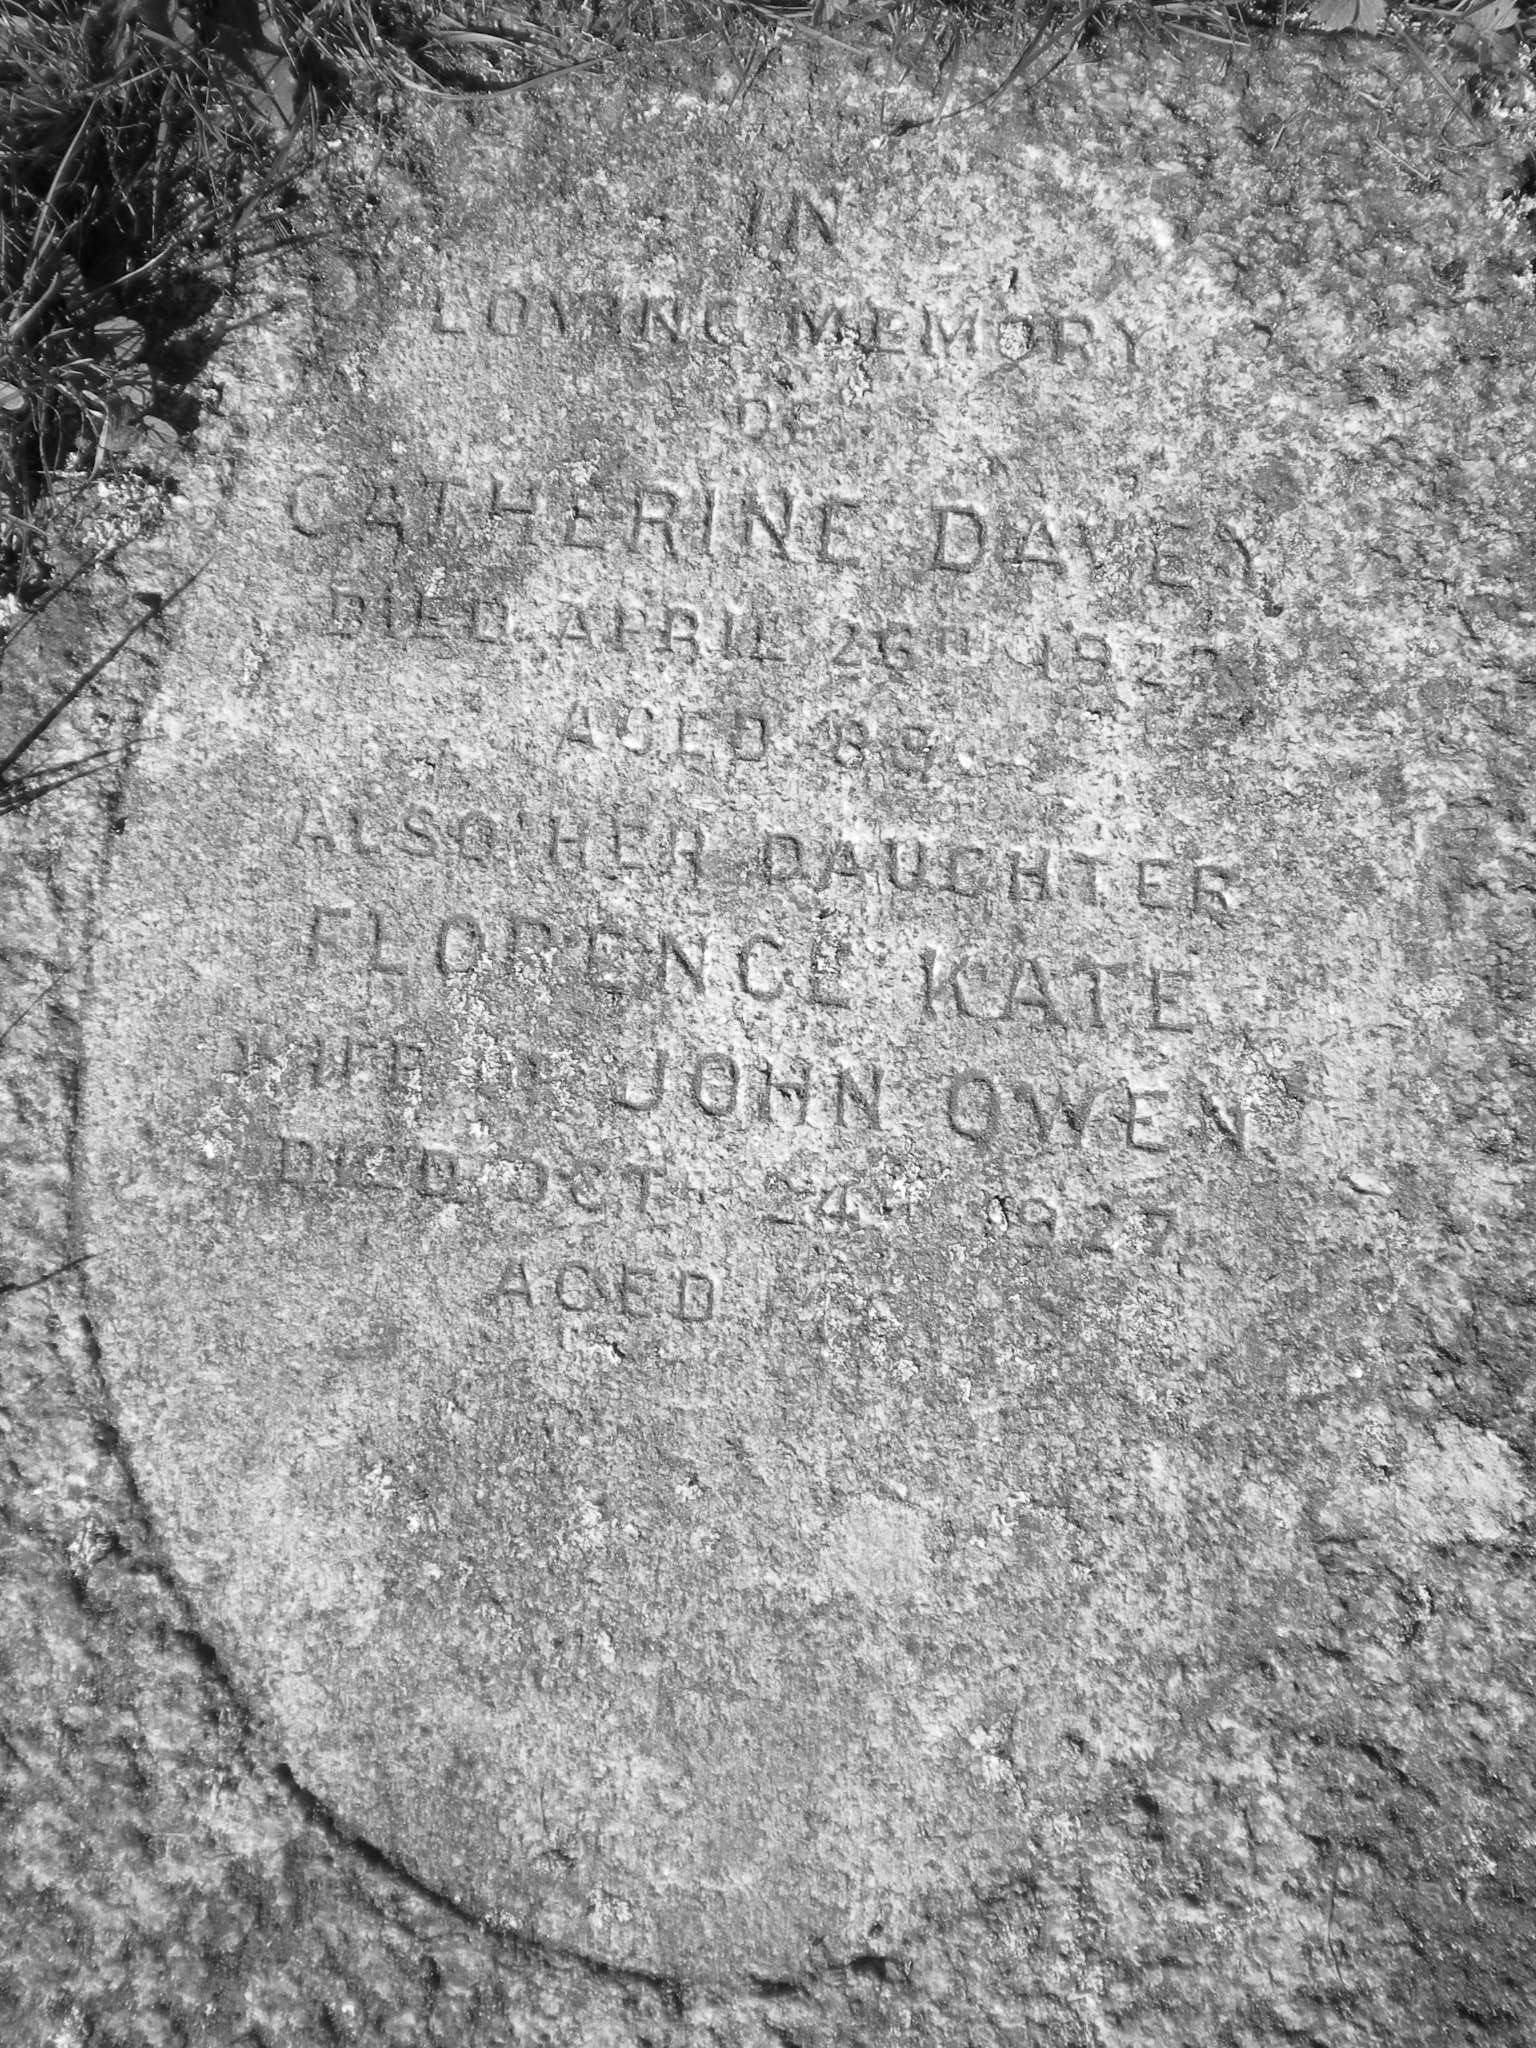 IN
LOVING MEMORY
OF
CATHERINE DAVEY
DIED APRIL 26TH
AGED
ALSO HER DAUGHTER
FLORENCE KATE
WIFE OF JOHN OWEN
DIED OCT 1927
AGED